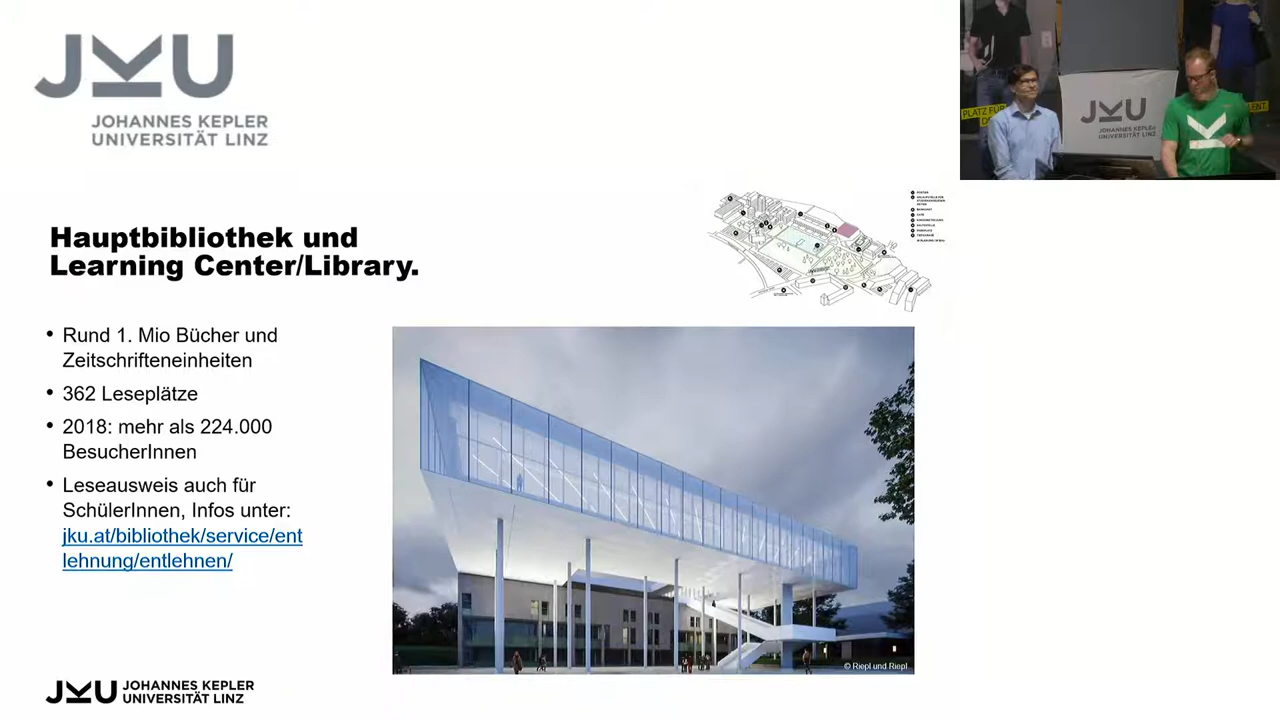 JKU
JOHANNES KEPLER
UNIVERSITÄT LINZ
PLATZ FÜR
JKU
JOHANNES KEPLER
UNIVERSITÄT LINZ
Hauptbibliothek und
Learning Center/Library.
• Rund 1. Mio Bücher und
Zeitschrifteneinheiten
• 362 Leseplätze
• 2018: mehr als 224.000
BesucherInnen
• Leseausweis auch für
SchülerInnen, Infos unter:
jku.at/bibliothek/service/ent
lehnung/entlehnen/
© Riepl und Riepl
JKU JOHANNES KEPLER
UNIVERSITÄT LINZ